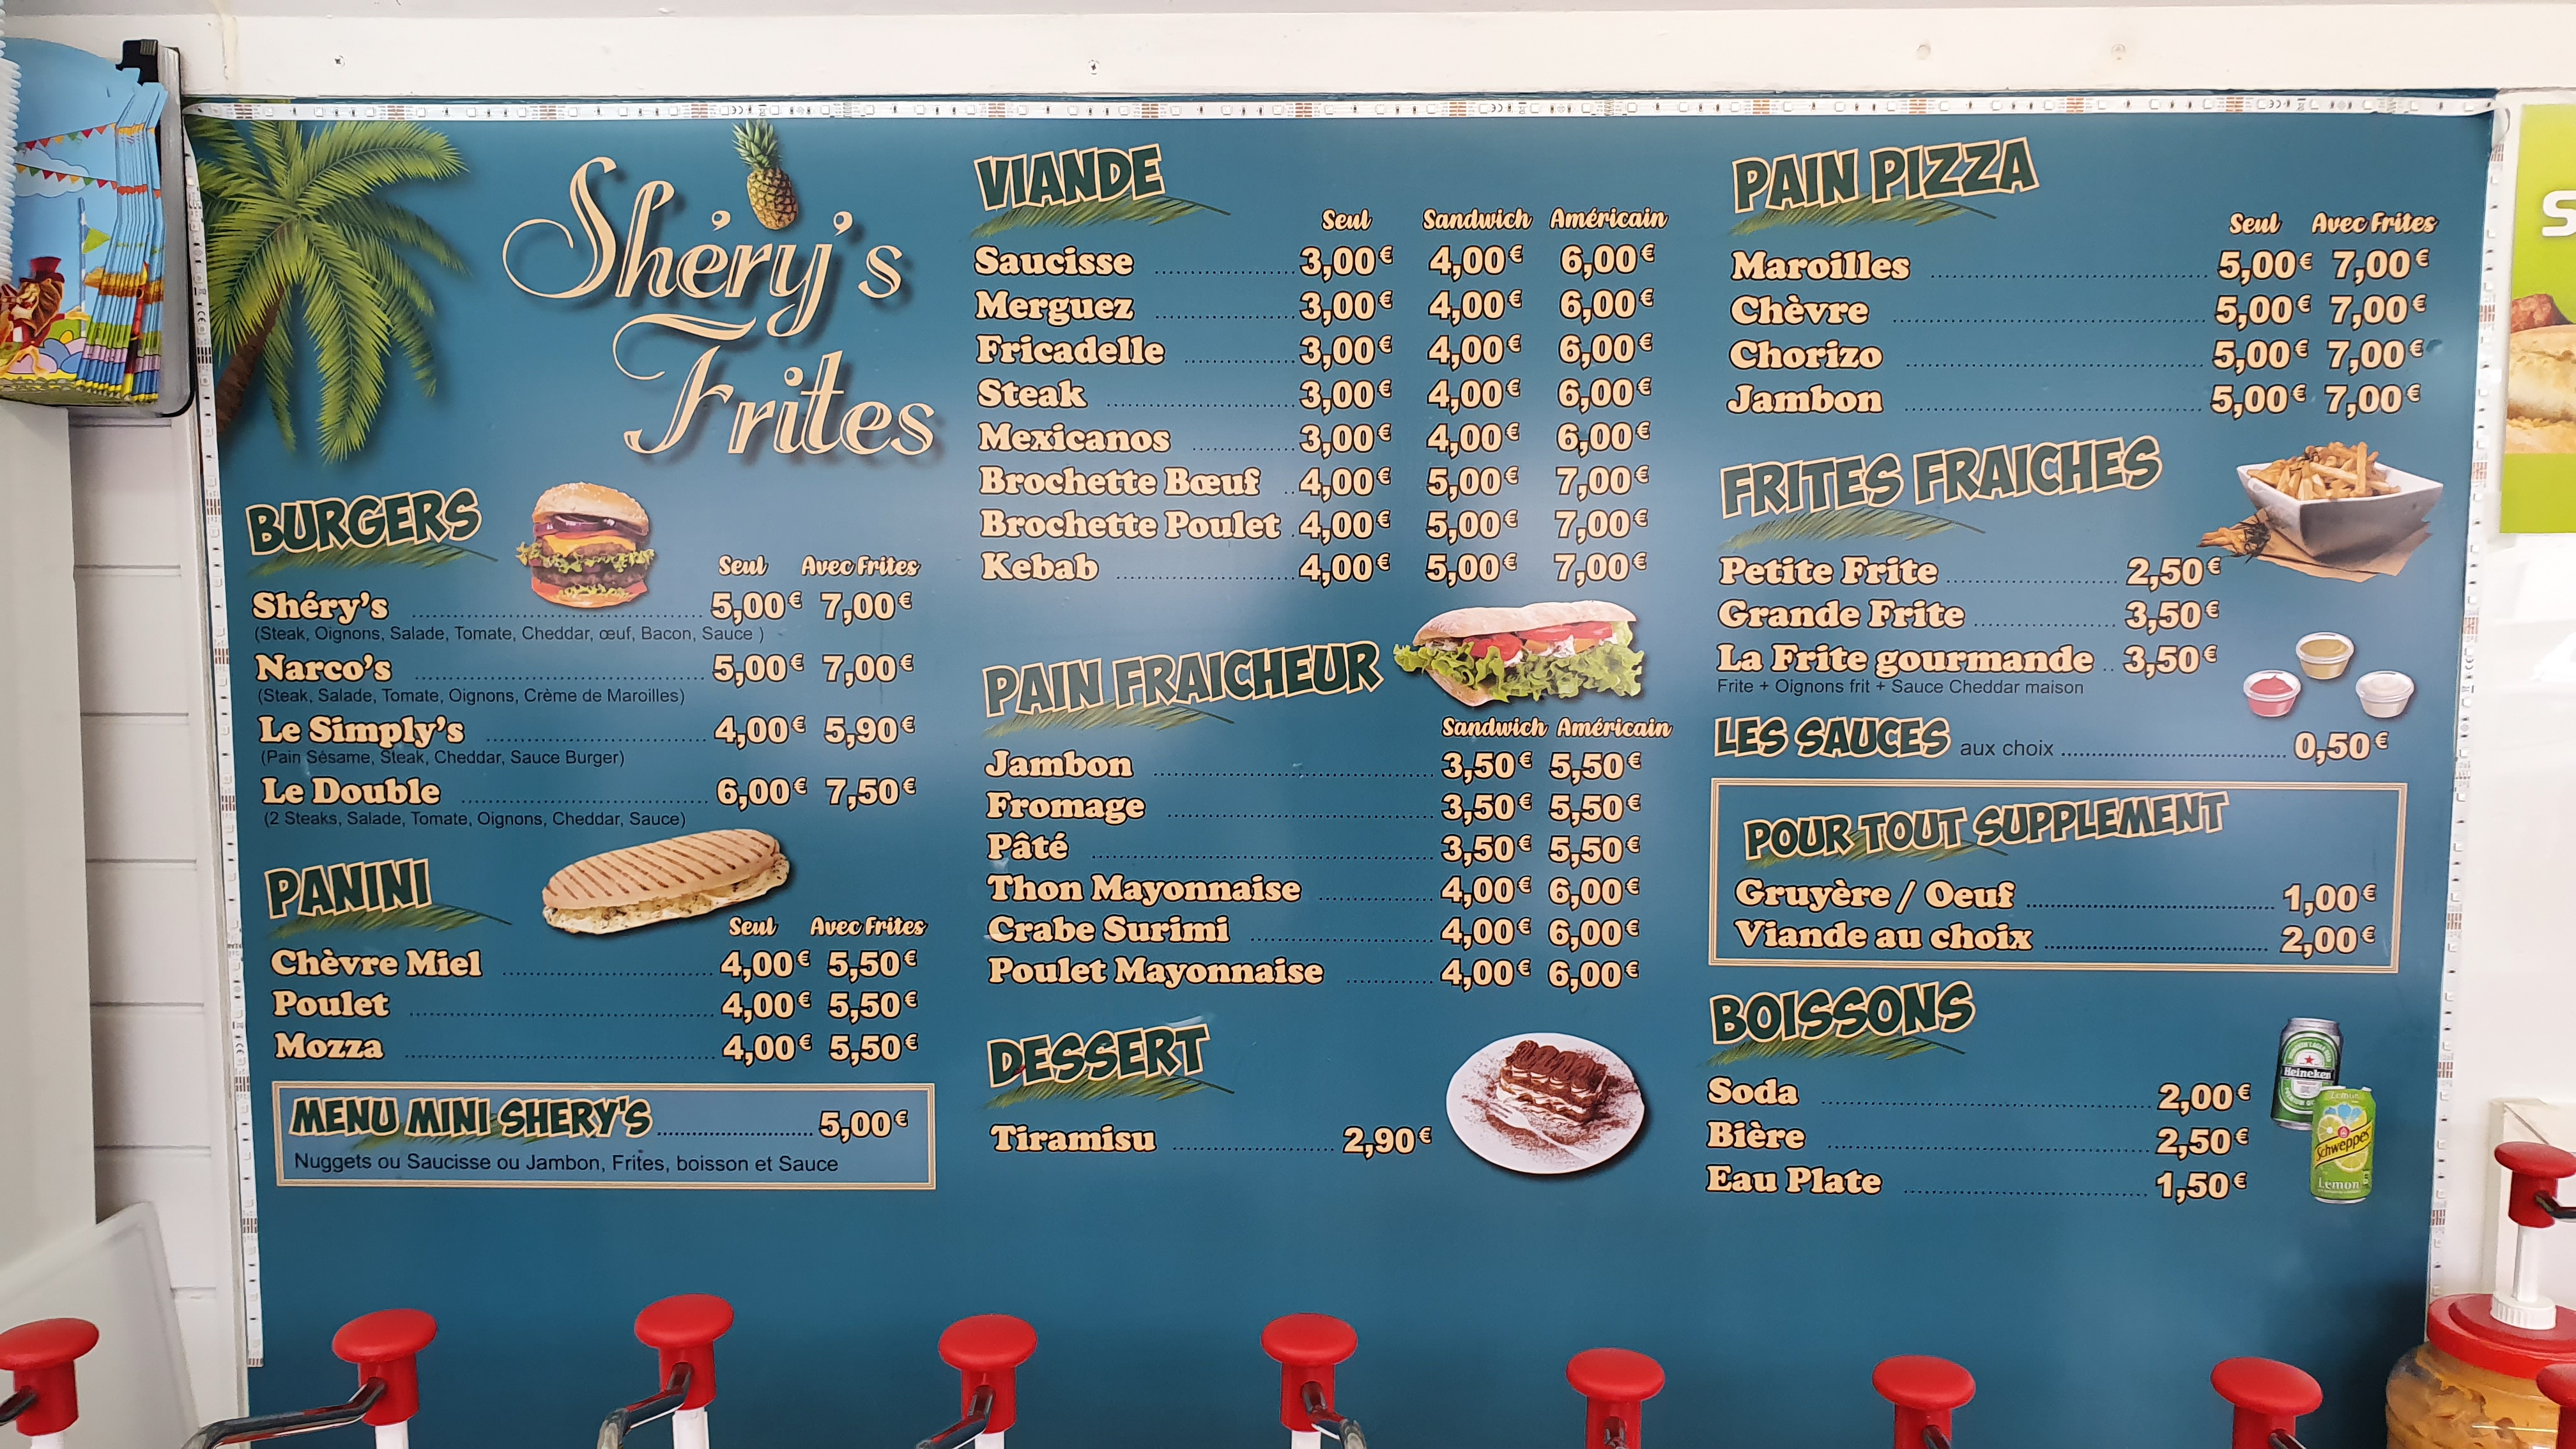 Shéry's
Frites
BURGERS
Seul Avec Frites
Shéry's 5,00€ 7,00€
(Steak, Oignons, Salade, Tomate, Cheddar, œuf, Bacon, Sauce )
Narco's 5,00€ 7,00€
(Steak, Salade, Tomate, Oignons, Crème de Maroilles)
Le Simply's 4,00€ 5,90€
(Pain Sésame, Steak, Cheddar, Sauce Burger)
Le Double 6,00€ 7,50€
(2 Steaks, Salade, Tomate, Oignons, Cheddar, Sauce)
PANINI
Seul Avec Frites
Chèvre Miel 4,00€ 5,50€
Poulet 4,00€ 5,50€
Mozza 4,00€ 5,50€
MENU MINI SHERY'S 5,00€
Nuggets ou Saucisse ou Jambon, Frites, boisson et Sauce
VIANDE
Seul Sandwich Américain
Saucisse 3,00€ 4,00€ 6,00€
Merguez 3,00€ 4,00€ 6,00€
Fricadelle 3,00€ 4,00€ 6,00€
Steak 3,00€ 4,00€ 6,00€
Mexicanos 3,00€ 4,00€ 6,00€
Brochette Bœuf 4,00€ 5,00€ 7,00€
Brochette Poulet 4,00€ 5,00€ 7,00€
Kebab 4,00€ 5,00€ 7,00€
PAIN FRAICHEUR
Sandwich Américain
Jambon 3,50€ 5,50€
Fromage 3,50€ 5,50€
Pâté 3,50€ 5,50€
Thon Mayonnaise 4,00€ 6,00€
Crabe Surimi 4,00€ 6,00€
Poulet Mayonnaise 4,00€ 6,00€
DESSERT
Tiramisu 2,90€
PAIN PIZZA
Seul Avec Frites
Maroilles 5,00€ 7,00€
Chèvre 5,00€ 7,00€
Chorizo 5,00€ 7,00€
Jambon 5,00€ 7,00€
FRITES FRAICHES
Petite Frite 2,50€
Grande Frite 3,50€
La Frite gourmande 3,50€
Frite + Oignons frit + Sauce Cheddar maison
LES SAUCES aux choix 0,50€
POUR TOUT SUPPLEMENT
Gruyère / Oeuf 1,00€
Viande au choix 2,00€
BOISSONS
Soda 2,00€
Bière 2,50€
Eau Plate 1,50€
Heineken
Schweppes
Lemon